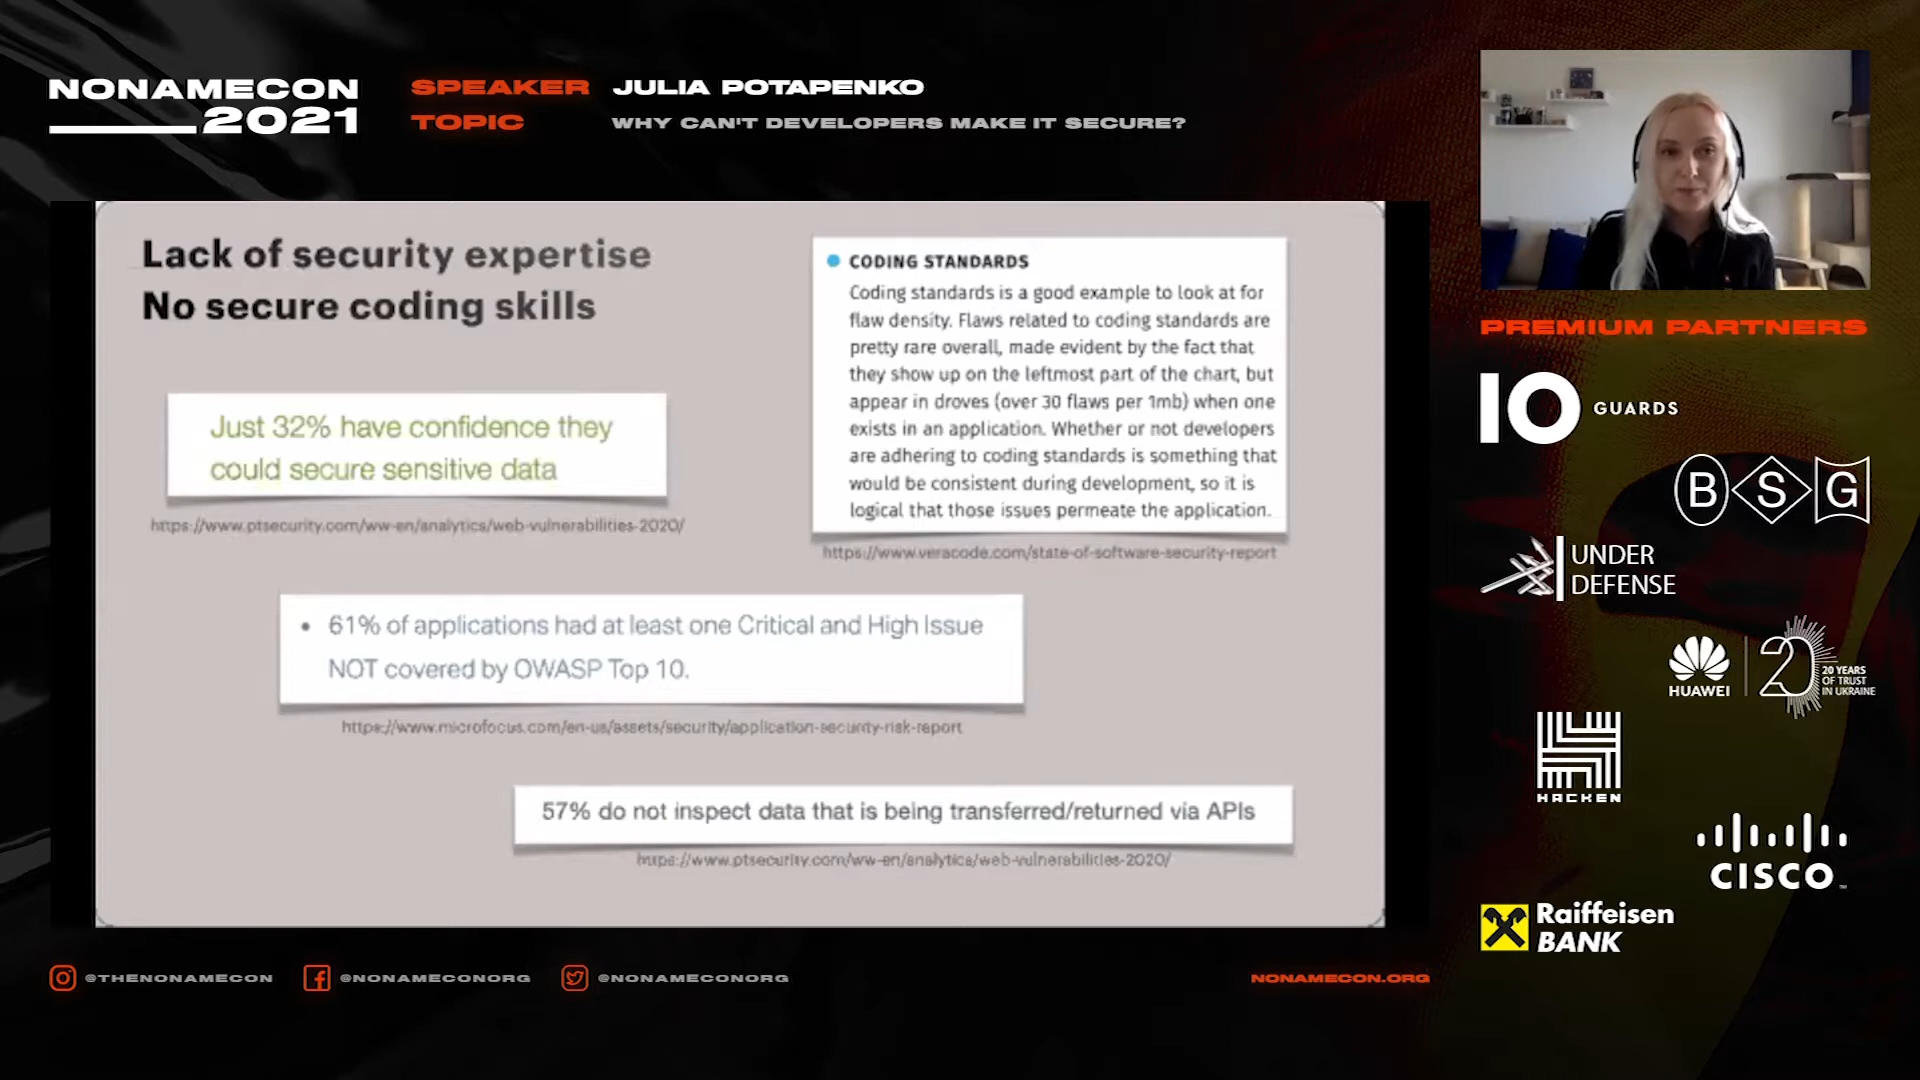 NONAMECON
2021
SPEAKER JULIA POTAPENKO
TOPIC WHY CAN'T DEVELOPERS MAKE IT SECURE?
Lack of security expertise
No secure coding skills
Just 32% have confidence they
could secure sensitive data
https://www.ptsecurity.com/ww-en/analytics/web-vulnerabilities-2020/
CODING STANDARDS
Coding standards is a good example to look at for
flaw density. Flaws related to coding standards are
pretty rare overall, made evident by the fact that
they show up on the leftmost part of the chart, but
appear in droves (over 30 flaws per 1mb) when one
exists in an application. Whether or not developers
are adhering to coding standards is something that
would be consistent during development, so it is
logical that those issues permeate the application.
https://www.veracode.com/state-of-software-security-report
• 61% of applications had at least one Critical and High Issue
NOT covered by OWASP Top 10.
https://www.microfocus.com/en-us/assets/security/application-security-risk-report
57% do not inspect data that is being transferred/returned via APIs
https://www.ptsecurity.com/ww-en/analytics/web-vulnerabilities-2020/
PREMIUM PARTNERS
10 GUARDS
BSG
UNDER
DEFENSE
HUAWEI
20
20 YEARS
OF TRUST
IN UKRAINE
HACKEN
CISCO
Raiffeisen
BANK
@THENONAMECON @NONAMECONORG @NONAMECONORG
NONAMECON.ORG